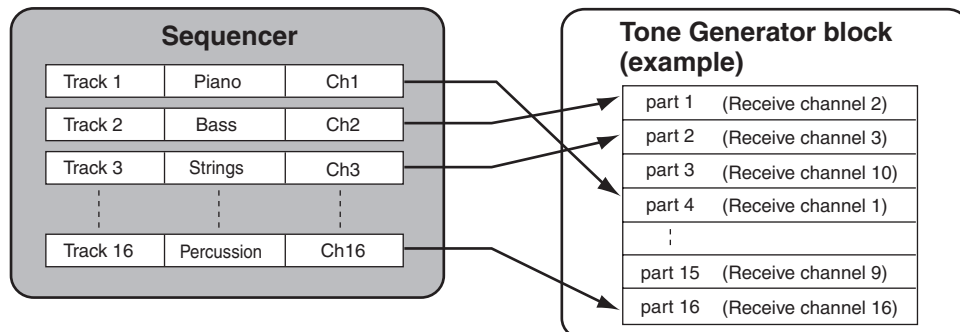 Sequencer
Track 1 Piano Ch1
Track 2 Bass Ch2
Track 3 Strings Ch3
Track 16 Percussion Ch16
Tone Generator block
(example)
part 1 (Receive channel 2)
part 2 (Receive channel 3)
part 3 (Receive channel 10)
part 4 (Receive channel 1)
part 15 (Receive channel 9)
part 16 (Receive channel 16)